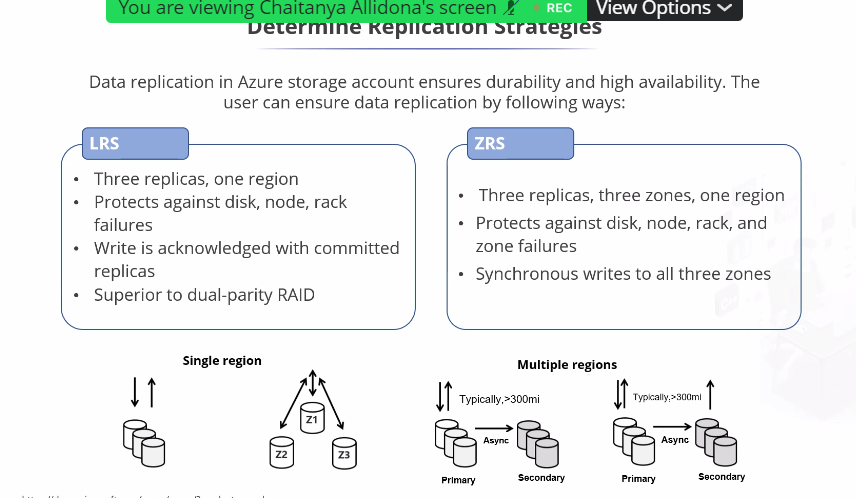 You are viewing Chaitanya Allidona's screen REC View Options
Determine Replication Strategies
Data replication in Azure storage account ensures durability and high availability. The
user can ensure data replication by following ways:
LRS
• Three replicas, one region
• Protects against disk, node, rack
failures
• Write is acknowledged with committed
replicas
• Superior to dual-parity RAID
ZRS
• Three replicas, three zones, one region
• Protects against disk, node, rack, and
zone failures
• Synchronous writes to all three zones
Single region
Z1
Z2 Z3
Multiple regions
Typically,>300mi
Async
Primary Secondary
Typically,>300mi
Async
Primary Secondary